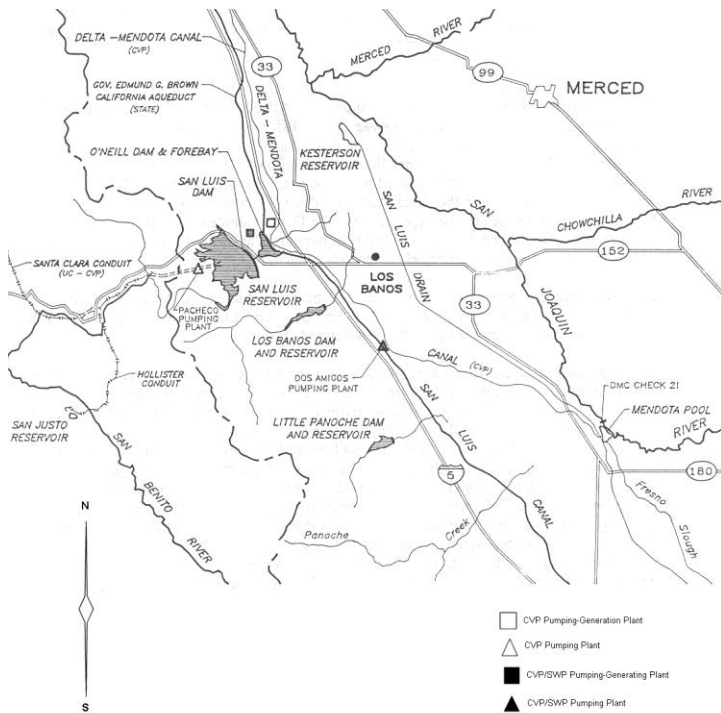 DELTA – MENDOTA CANAL
(CVP)
GOV. EDMUND G. BROWN
CALIFORNIA AQUEDUCT
(STATE)
O'NEILL DAM & FOREBAY
SAN LUIS
DAM
33
DELTA – MENDOTA
KESTERSON
RESERVOIR
MERCED
RIVER
99
MERCED
SAN
JOAQUIN
RIVER
CHOWCHILLA
RIVER
152
SAN
LUIS
DRAIN
LOS
BANOS
33
SANTA CLARA CONDUIT
(UC – CVP)
PACHECO
PUMPING
PLANT
SAN LUIS
RESERVOIR
LOS BANOS DAM
AND RESERVOIR
HOLLISTER
CONDUIT
DOS AMIGOS
PUMPING PLANT
CANAL (CVP)
DMC CHECK 21
MENDOTA POOL
SAN JUSTO
RESERVOIR
LITTLE PANOCHE DAM
AND RESERVOIR
SAN
LUIS
CANAL
5
180
SAN
BENITO
RIVER
Panoche
Creek
Fresno
Slough
N
S
CVP Pumping-Generation Plant
CVP Pumping Plant
CVP/SWP Pumping-Generating Plant
CVP/SWP Pumping Plant